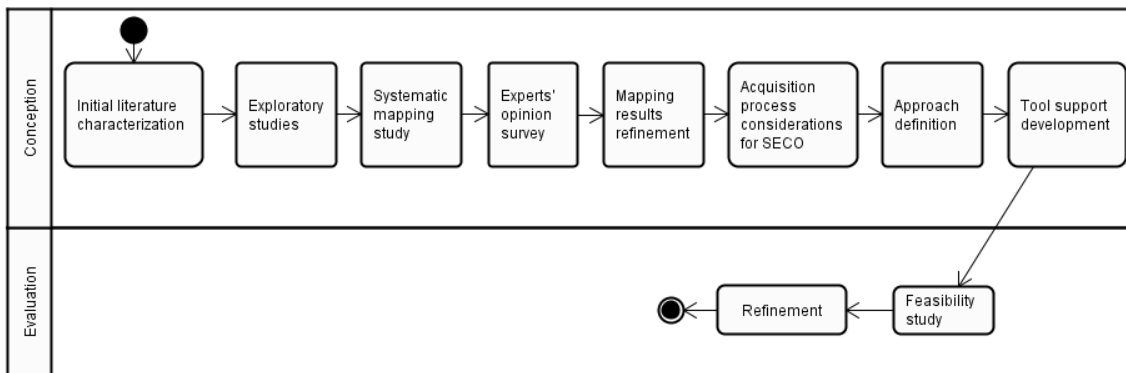 Conception
Initial literature
characterization
Exploratory
studies
Systematic
mapping
study
Experts'
opinion
survey
Mapping
results
refinement
Acquisition
process
considerations
for SECO
Approach
definition
Tool support
development
Evaluation
Feasibility
study
Refinement